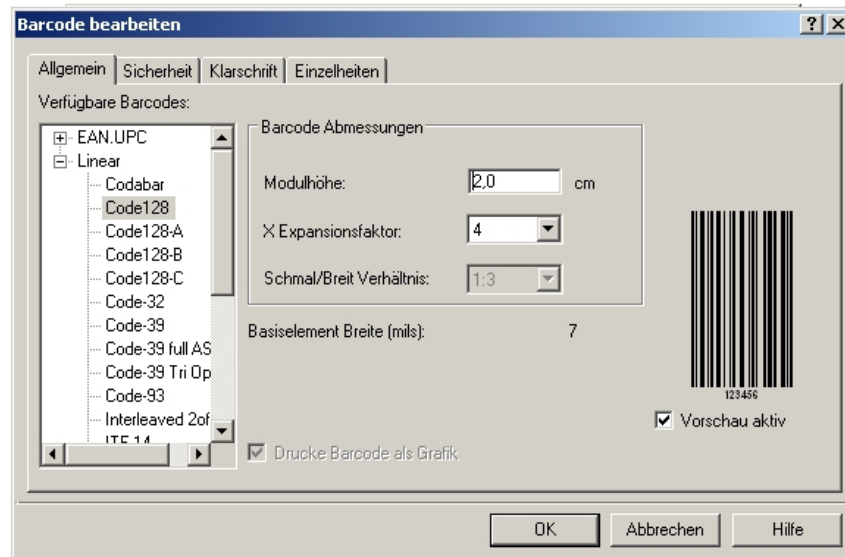 Barcode bearbeiten
Allgemein Sicherheit Klarschrift Einzelheiten
Verfügbare Barcodes:
EAN.UPC
Linear
Codabar
Code128
Code128-A
Code128-B
Code128-C
Code-32
Code-39
Code-39 full AS
Code-39 Tri Op
Code-93
Interleaved 2of
ITF-14
Barcode Abmessungen
Modulhöhe: 2,0 cm
X Expansionsfaktor: 4
Schmal/Breit Verhältnis: 1:3
Basiselement Breite (mils): 7
Drucke Barcode als Grafik
123456
Vorschau aktiv
OK Abbrechen Hilfe